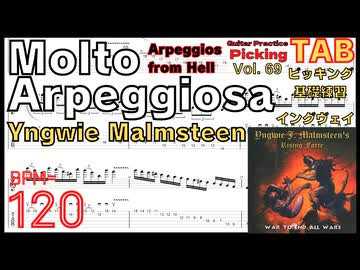 Molto
Arpeggios
from Hell
Guitar Practice
Picking
Vol. 69
TAB
ピッキング
基礎練習
イングヴェイ
Arpeggiosa
Yngwie Malmsteen
BPM=
120
Yngwie J. Malmsteen's
Rising Force
WAR TO END ALL WARS